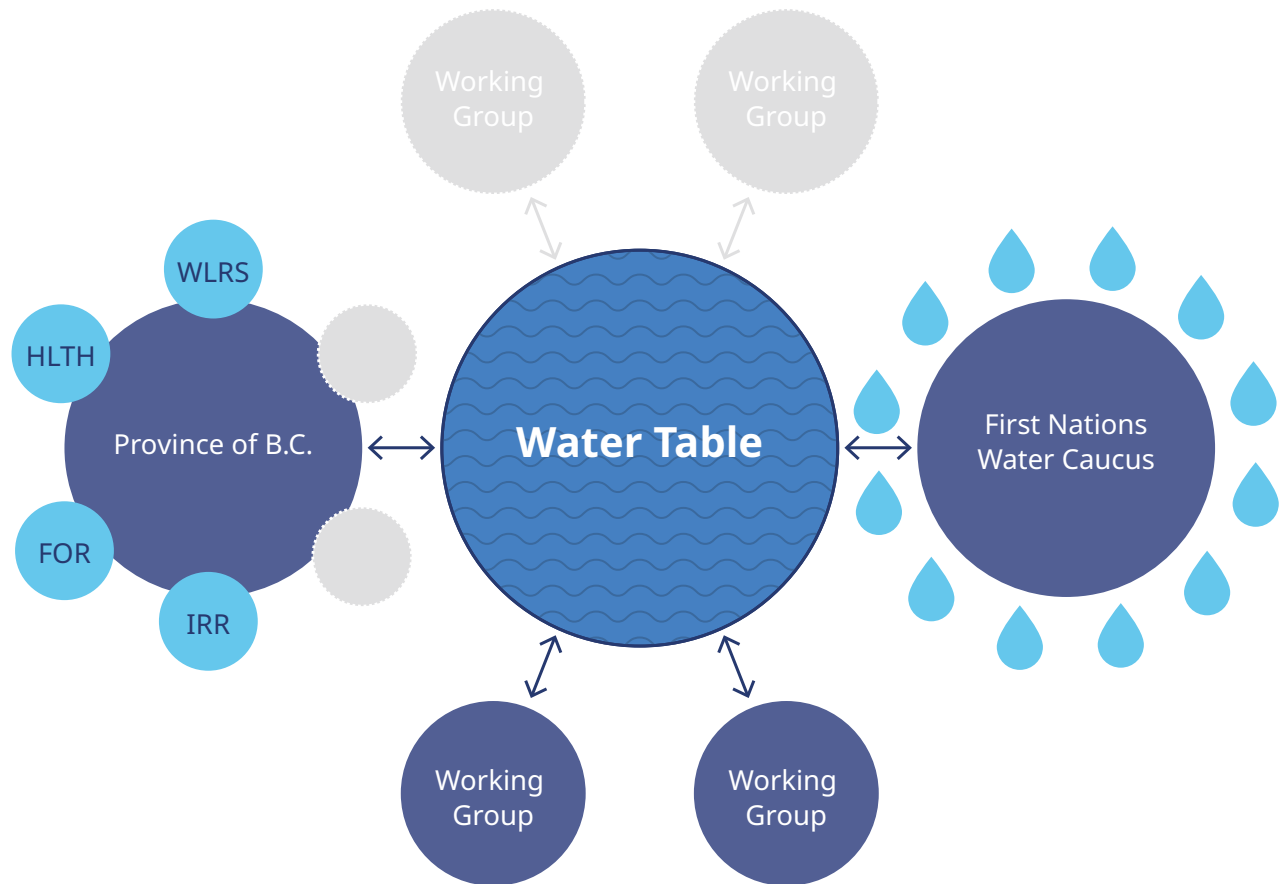 Working
Group
Working
Group
WLRS
HLTH
Province of B.C.
FOR
IRR
Water Table
First Nations
Water Caucus
Working
Group
Working
Group